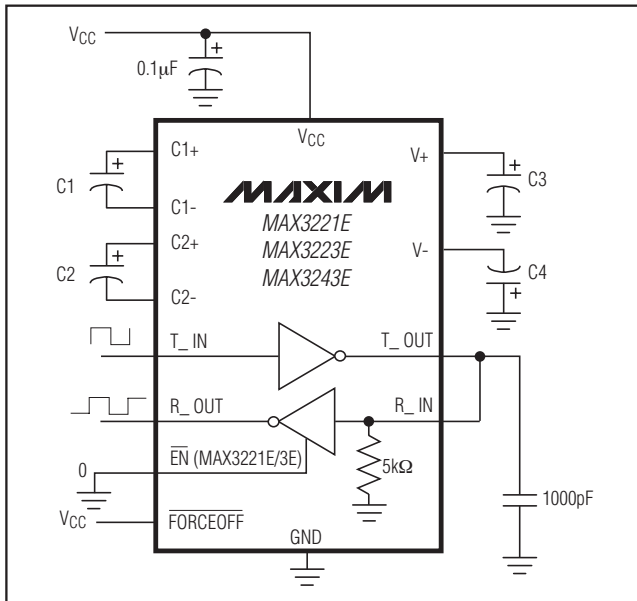 VCC
0.1µF
VCC
C1+
V+
C1
C3
C1-
MAXIM
MAX3221E
MAX3223E
MAX3243E
C2+
V-
C2
C4
C2-
T_ IN
T_ OUT
R_ OUT
R_ IN
0
EN (MAX3221E/3E)
5kΩ
1000pF
VCC
FORCEOFF
GND